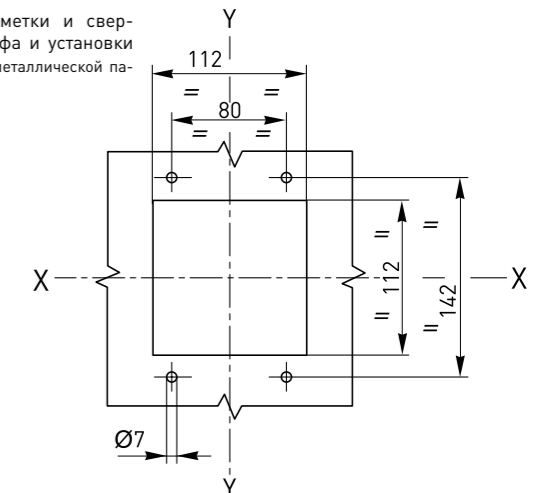 метки и свер-
фа и установки
металлической па-
Y
112
= =
80
= =
X
=
112
=
=
142
=
X
Ø7
Y